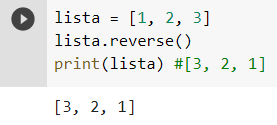 lista = [1, 2, 3]
lista.reverse()
print(lista) #[3, 2, 1]
[3, 2, 1]